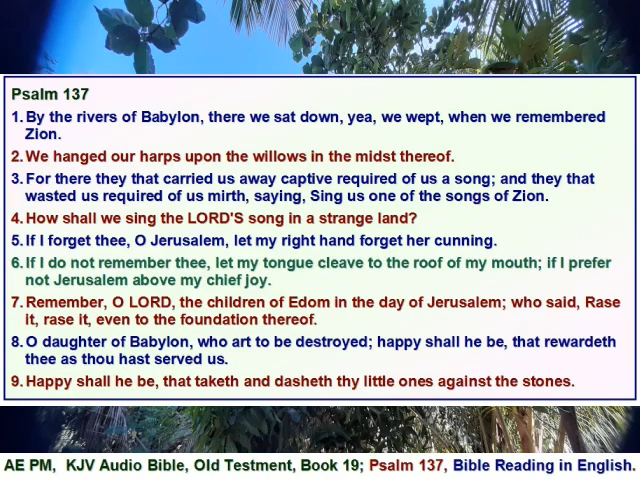 Psalm 137
1. By the rivers of Babylon, there we sat down, yea, we wept, when we remembered
Zion.
2. We hanged our harps upon the willows in the midst thereof.
3. For there they that carried us away captive required of us a song; and they that
wasted us required of us mirth, saying, Sing us one of the songs of Zion.
4. How shall we sing the LORD'S song in a strange land?
5. If I forget thee, O Jerusalem, let my right hand forget her cunning.
6. If I do not remember thee, let my tongue cleave to the roof of my mouth; if I prefer
not Jerusalem above my chief joy.
7. Remember, O LORD, the children of Edom in the day of Jerusalem; who said, Rase
it, rase it, even to the foundation thereof.
8. O daughter of Babylon, who art to be destroyed; happy shall he be, that rewardeth
thee as thou hast served us.
9. Happy shall he be, that taketh and dasheth thy little ones against the stones.
AE PM, KJV Audio Bible, Old Testment, Book 19; Psalm 137, Bible Reading in English.